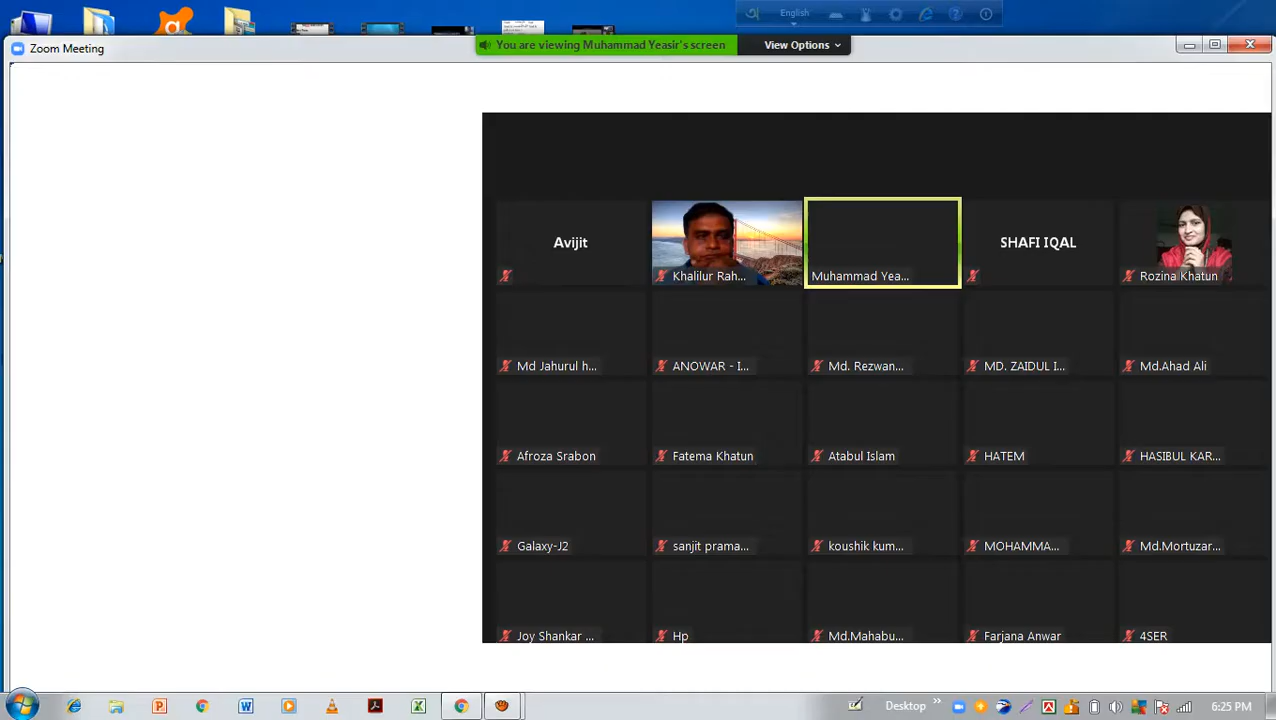 English
Zoom Meeting
You are viewing Muhammad Yeasir's screen
View Options
Avijit
Khalilur Rah...
Muhammad Yea...
SHAFI IQAL
Rozina Khatun
Md Jahurul h...
ANOWAR - I...
Md. Rezwan...
MD. ZAIDUL I...
Md.Ahad Ali
Afroza Srabon
Fatema Khatun
Atabul Islam
HATEM
HASIBUL KAR...
Galaxy-J2
sanjit prama...
koushik kum...
MOHAMMA...
Md.Mortuzar...
Joy Shankar ...
Hp
Md.Mahabu...
Farjana Anwar
4SER
Desktop
6:25 PM